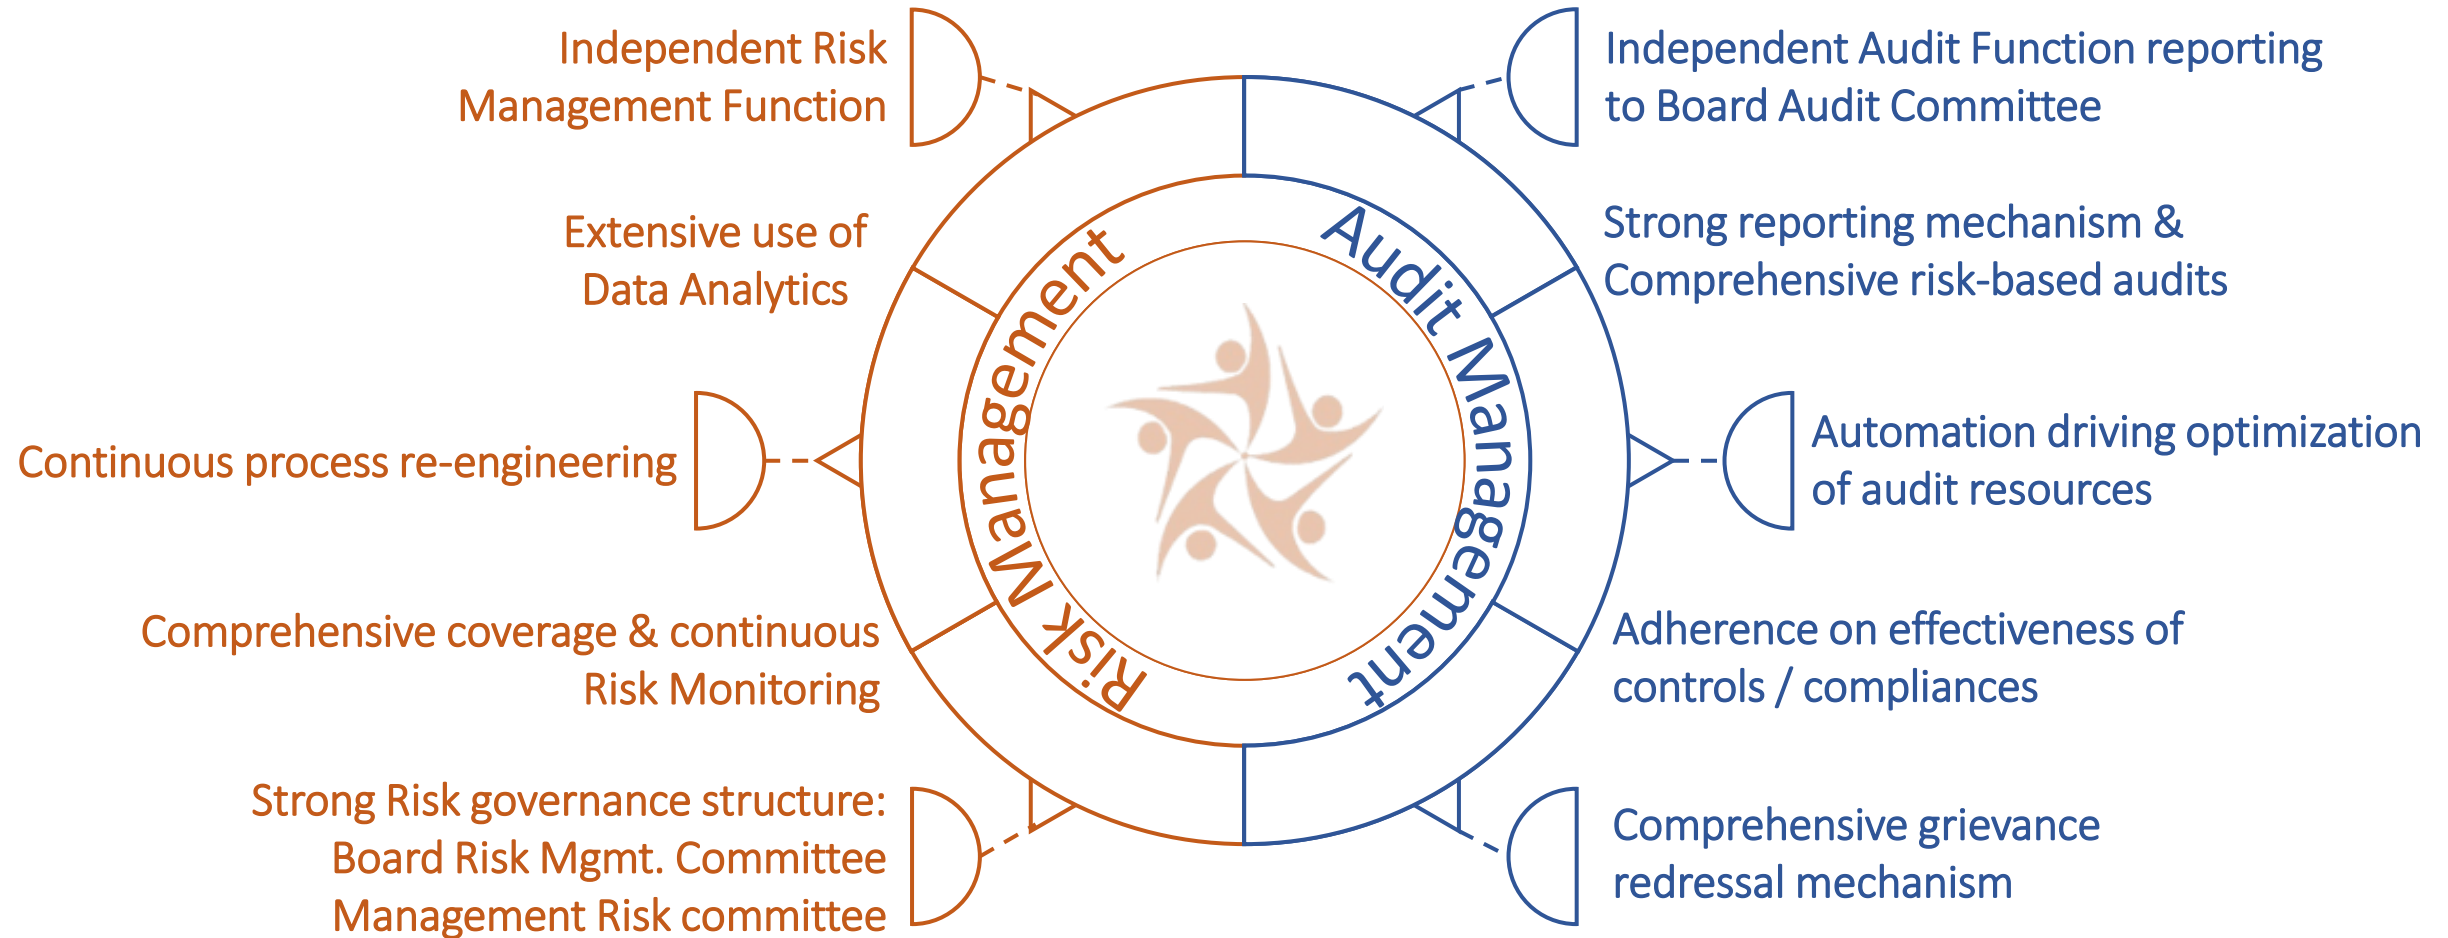 Independent Risk
Management Function
Extensive use of
Data Analytics
Continuous process re-engineering
Comprehensive coverage & continuous
Risk Monitoring
Strong Risk governance structure:
Board Risk Mgmt. Committee
Management Risk committee
Risk Management
Audit Management
Independent Audit Function reporting
to Board Audit Committee
Strong reporting mechanism &
Comprehensive risk-based audits
Automation driving optimization
of audit resources
Adherence on effectiveness of
controls / compliances
Comprehensive grievance
redressal mechanism